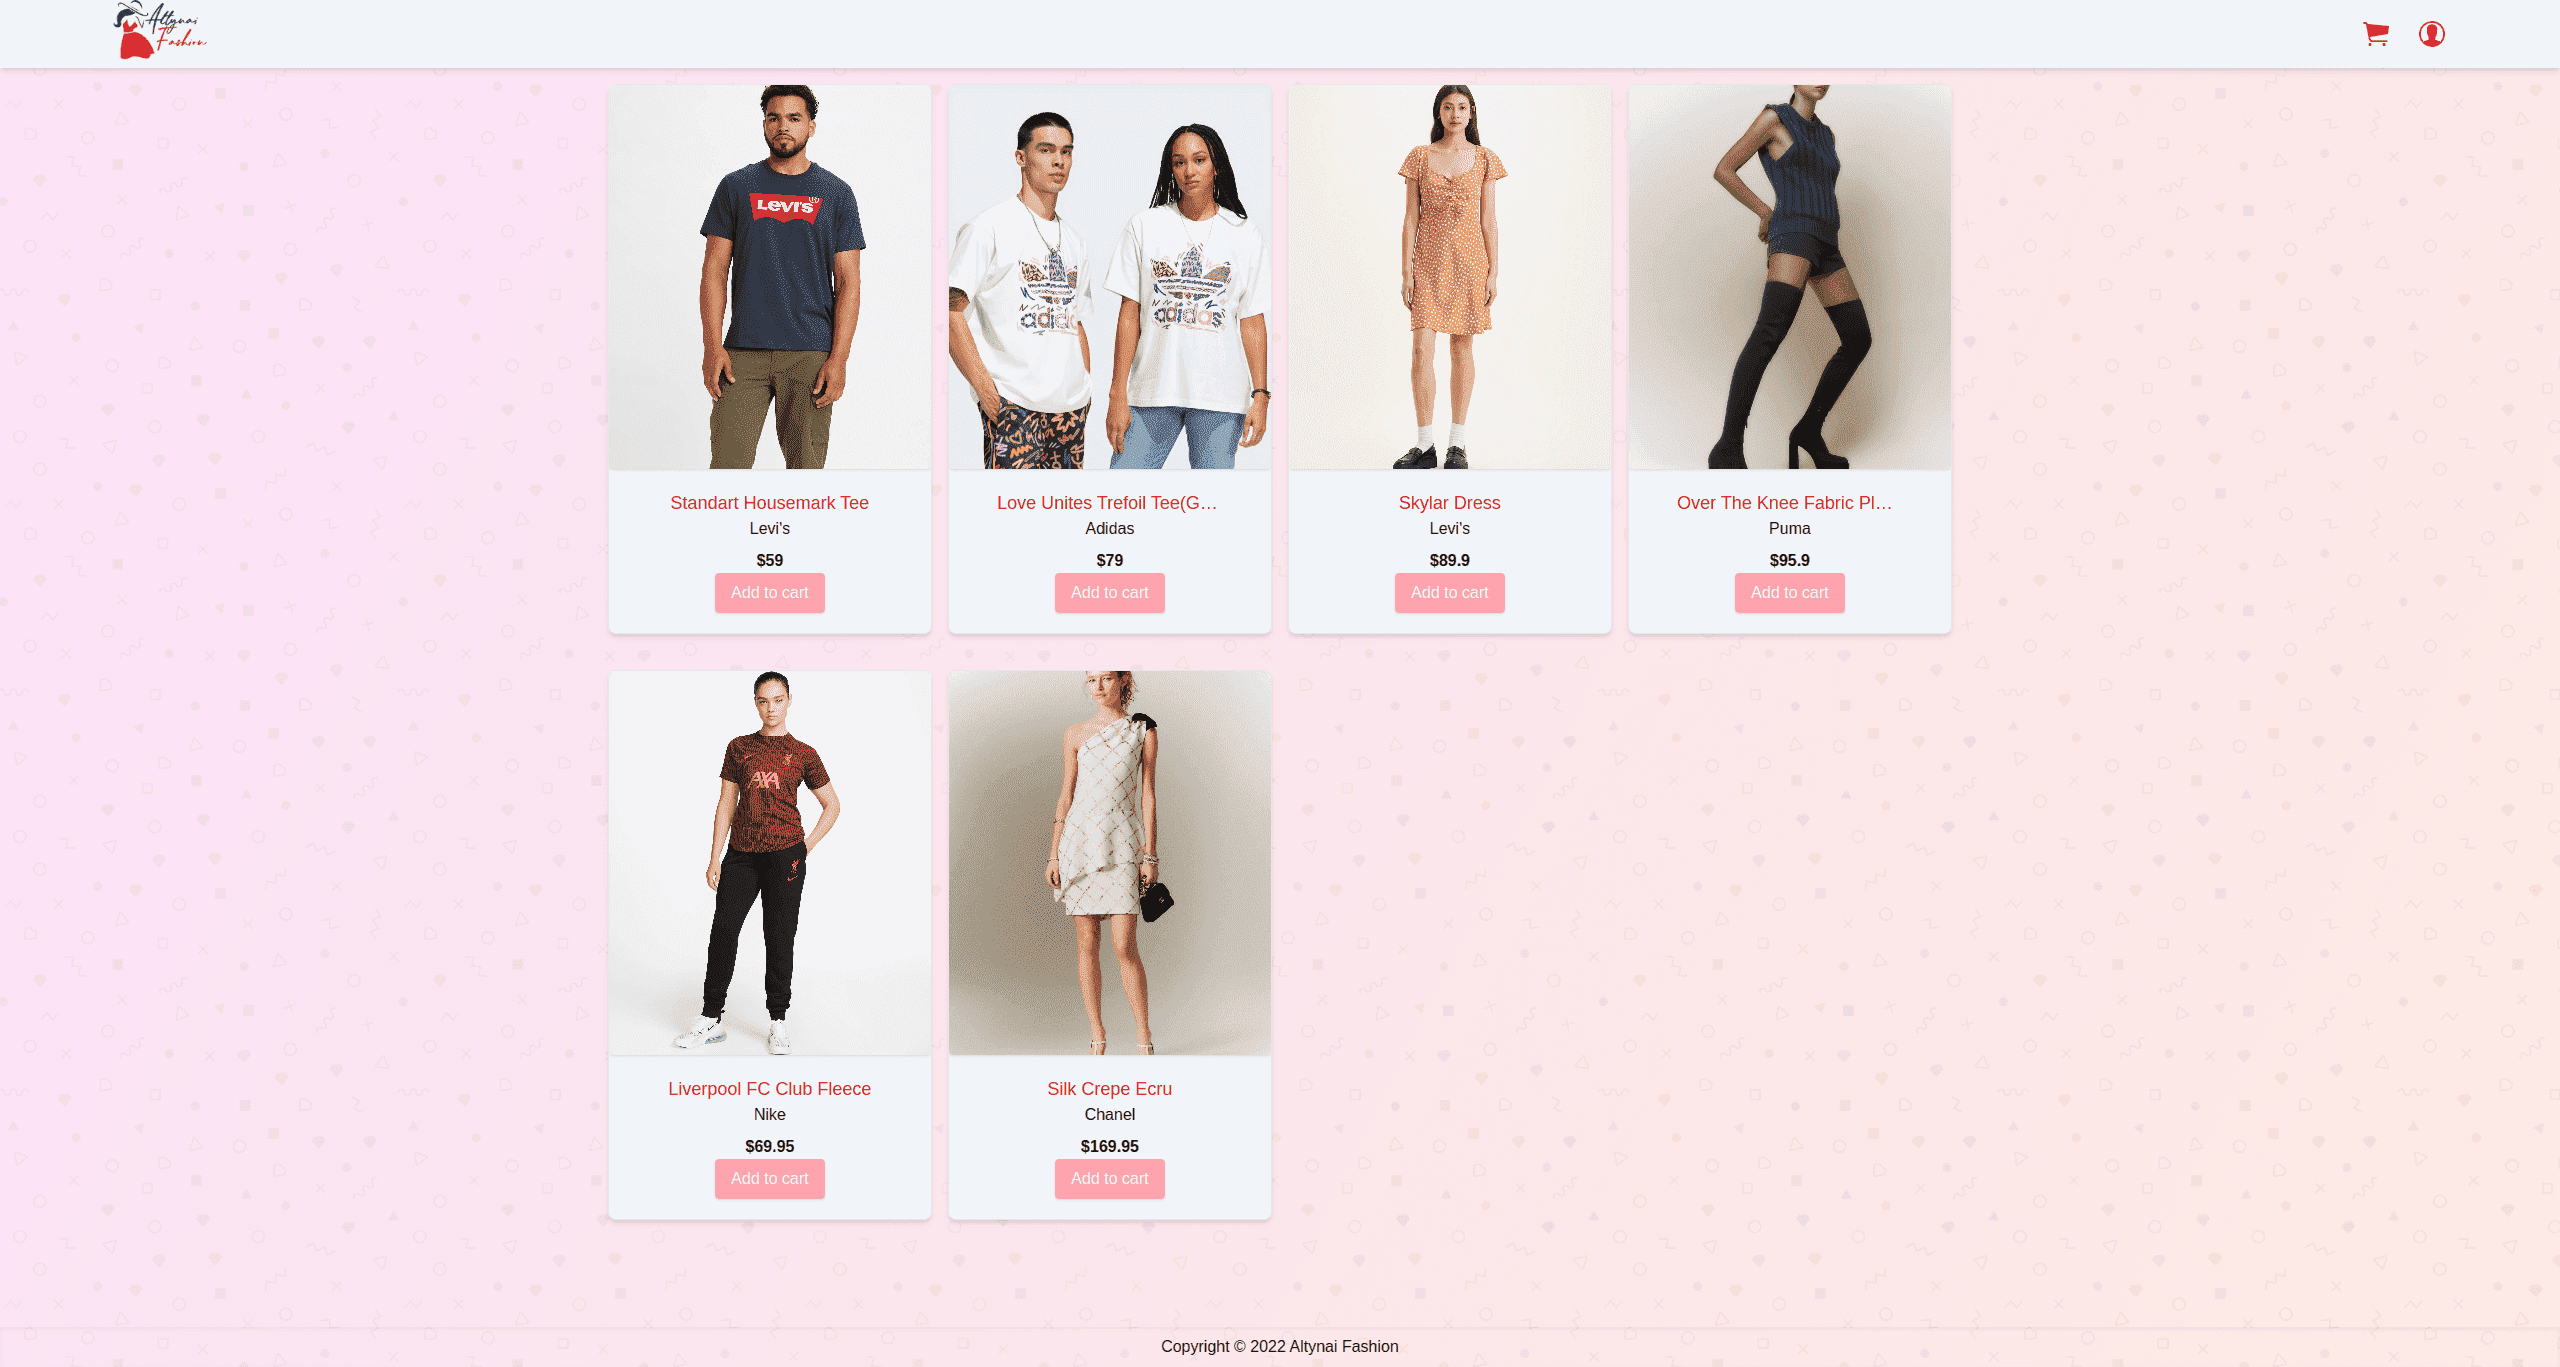 Altynai
Fashion
Levi's
adidas
adidas
Standart Housemark Tee
Levi's
$59
Add to cart
Love Unites Trefoil Tee(G...
Adidas
$79
Add to cart
Skylar Dress
Levi's
$89.9
Add to cart
Over The Knee Fabric Pl...
Puma
$95.9
Add to cart
AXA
Liverpool FC Club Fleece
Nike
$69.95
Add to cart
Silk Crepe Ecru
Chanel
$169.95
Add to cart
Copyright © 2022 Altynai Fashion